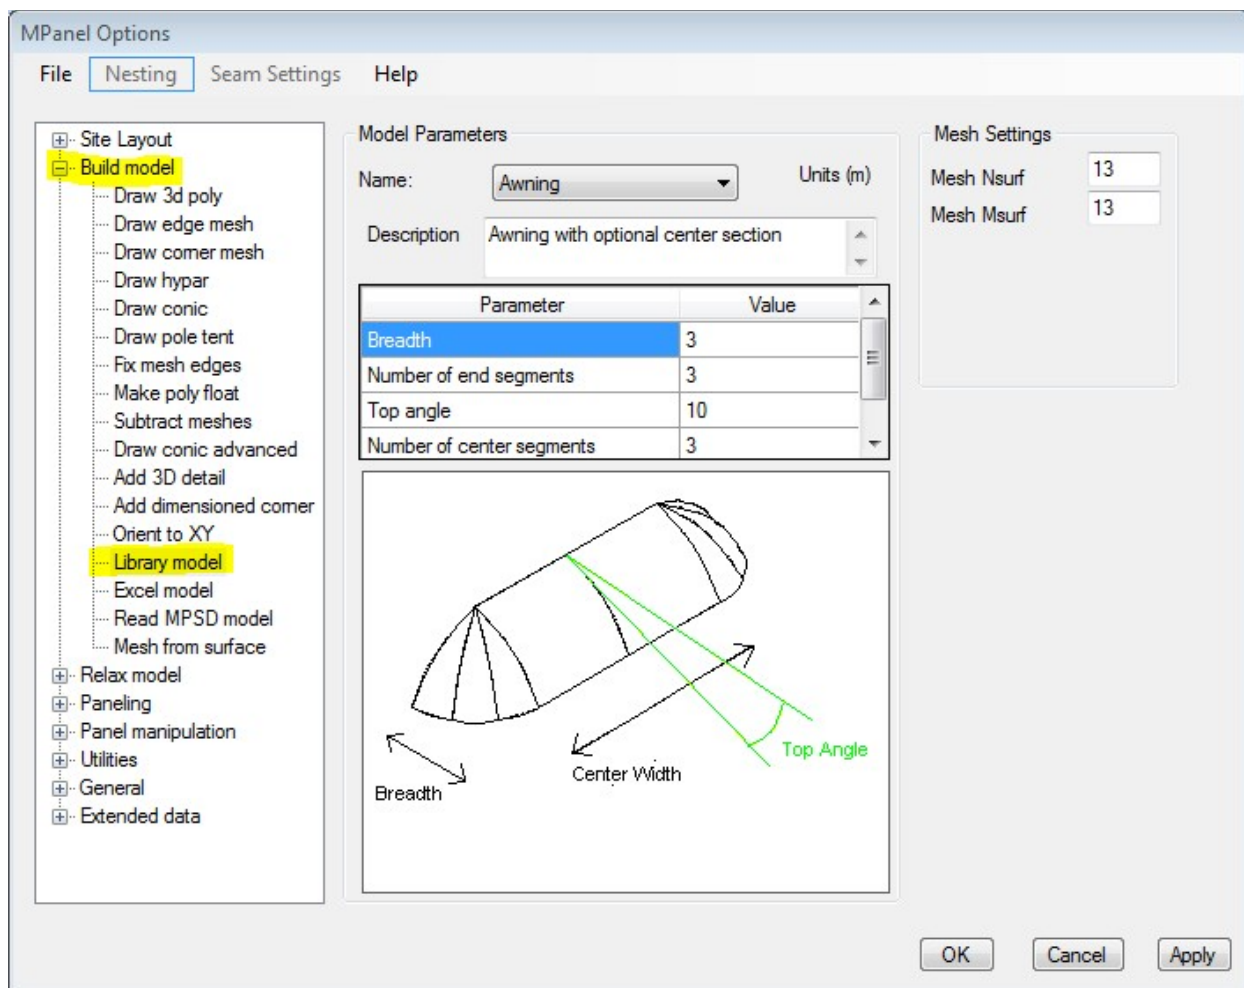 MPanel Options
File Nesting Seam Settings Help
Site Layout
Build model
Draw 3d poly
Draw edge mesh
Draw corner mesh
Draw hypar
Draw conic
Draw pole tent
Fix mesh edges
Make poly float
Subtract meshes
Draw conic advanced
Add 3D detail
Add dimensioned corner
Orient to XY
Library model
Excel model
Read MPSD model
Mesh from surface
Relax model
Paneling
Panel manipulation
Utilities
General
Extended data
Model Parameters
Name: Awning Units (m)
Description Awning with optional center section
Parameter Value
Breadth 3
Number of end segments 3
Top angle 10
Number of center segments 3
Top Angle
Center Width
Breadth
Mesh Settings
Mesh Nsurf 13
Mesh Msurf 13
OK Cancel Apply